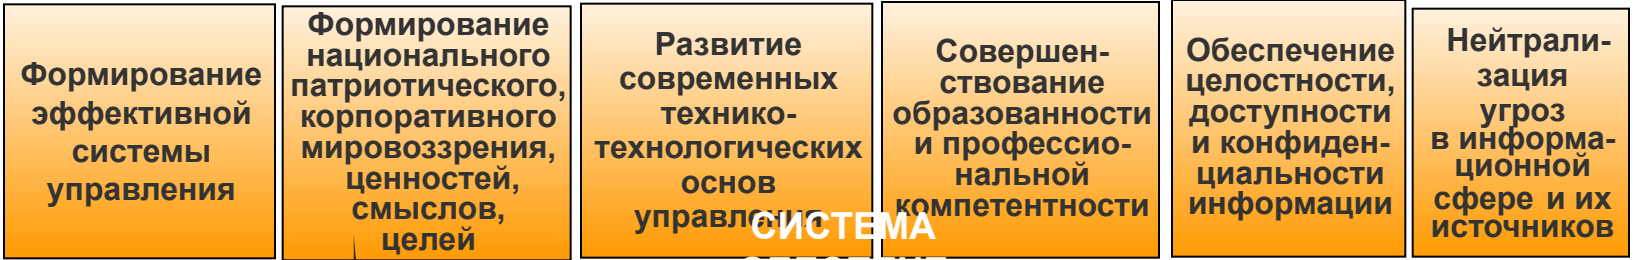 Формирование
эффективной
системы
управления
Формирование
национального
патриотического,
корпоративного
мировоззрения,
ценностей,
смыслов,
целей
Развитие
современных
технико-
технологических
основ
управления
Совершен-
ствование
образованности
и профессио-
нальной
компетентности
Обеспечение
целостности,
доступности
и конфиден-
циальности
информации
Нейтрали-
зация
угроз
в информа-
ционной
сфере и их
источников
СИСТЕМА